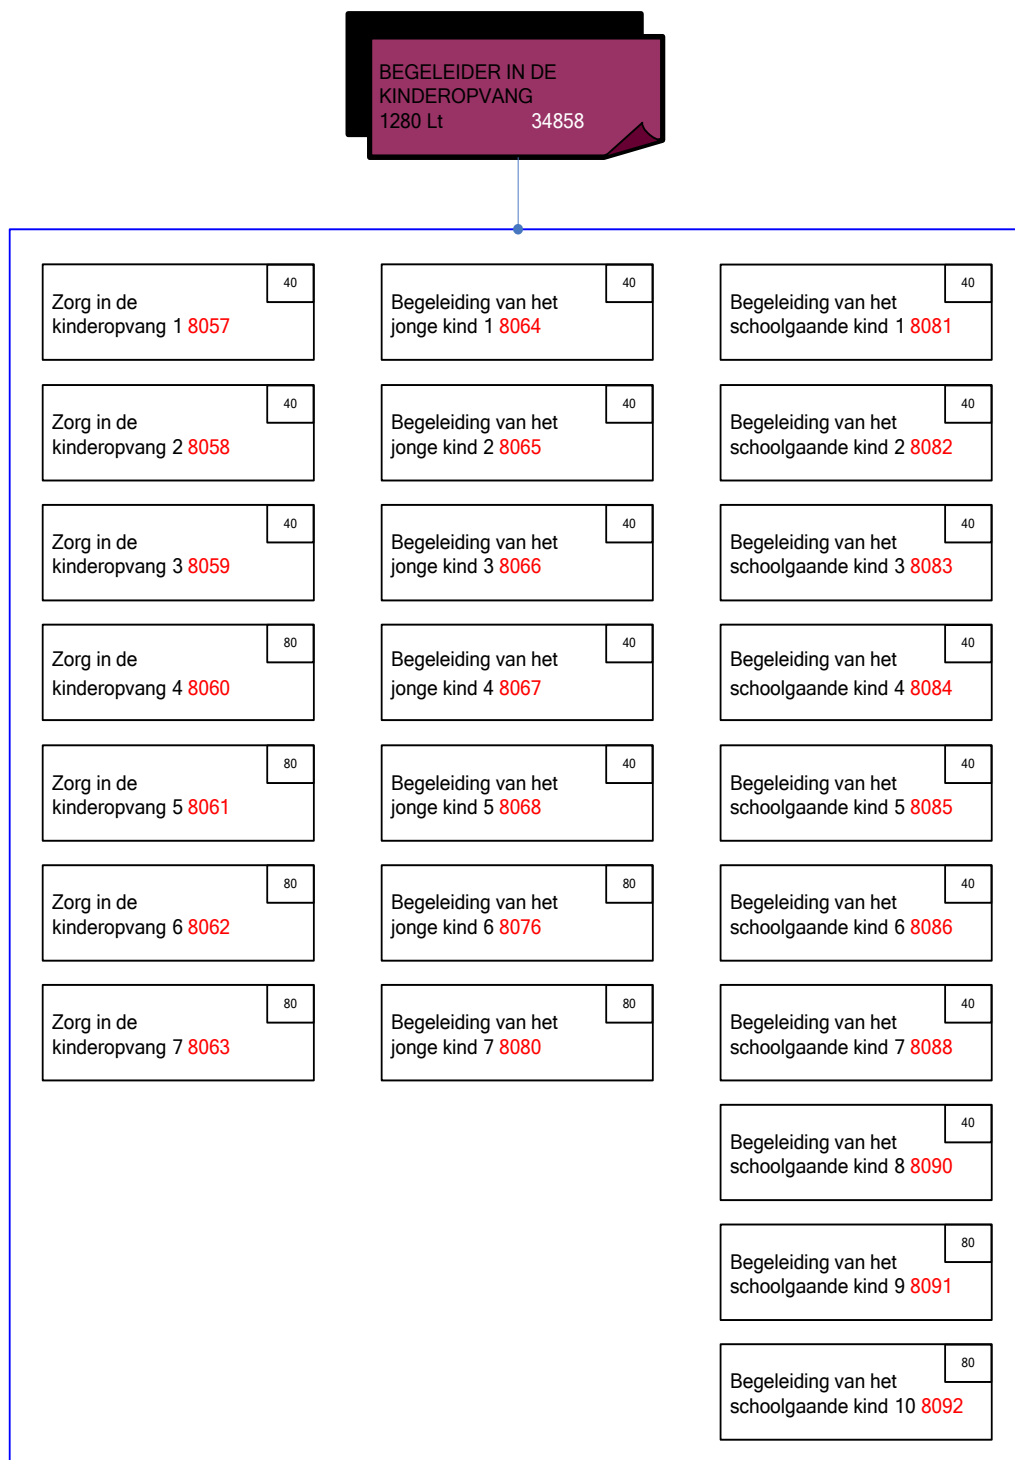 BEGELEIDER IN DE
KINDEROPVANG
1280 Lt 34858
40
Zorg in de
kinderopvang 1 8057
40
Zorg in de
kinderopvang 2 8058
40
Zorg in de
kinderopvang 3 8059
80
Zorg in de
kinderopvang 4 8060
80
Zorg in de
kinderopvang 5 8061
80
Zorg in de
kinderopvang 6 8062
80
Zorg in de
kinderopvang 7 8063
40
Begeleiding van het
jonge kind 1 8064
40
Begeleiding van het
jonge kind 2 8065
40
Begeleiding van het
jonge kind 3 8066
40
Begeleiding van het
jonge kind 4 8067
40
Begeleiding van het
jonge kind 5 8068
80
Begeleiding van het
jonge kind 6 8076
80
Begeleiding van het
jonge kind 7 8080
40
Begeleiding van het
schoolgaande kind 1 8081
40
Begeleiding van het
schoolgaande kind 2 8082
40
Begeleiding van het
schoolgaande kind 3 8083
40
Begeleiding van het
schoolgaande kind 4 8084
40
Begeleiding van het
schoolgaande kind 5 8085
40
Begeleiding van het
schoolgaande kind 6 8086
40
Begeleiding van het
schoolgaande kind 7 8088
40
Begeleiding van het
schoolgaande kind 8 8090
80
Begeleiding van het
schoolgaande kind 9 8091
80
Begeleiding van het
schoolgaande kind 10 8092